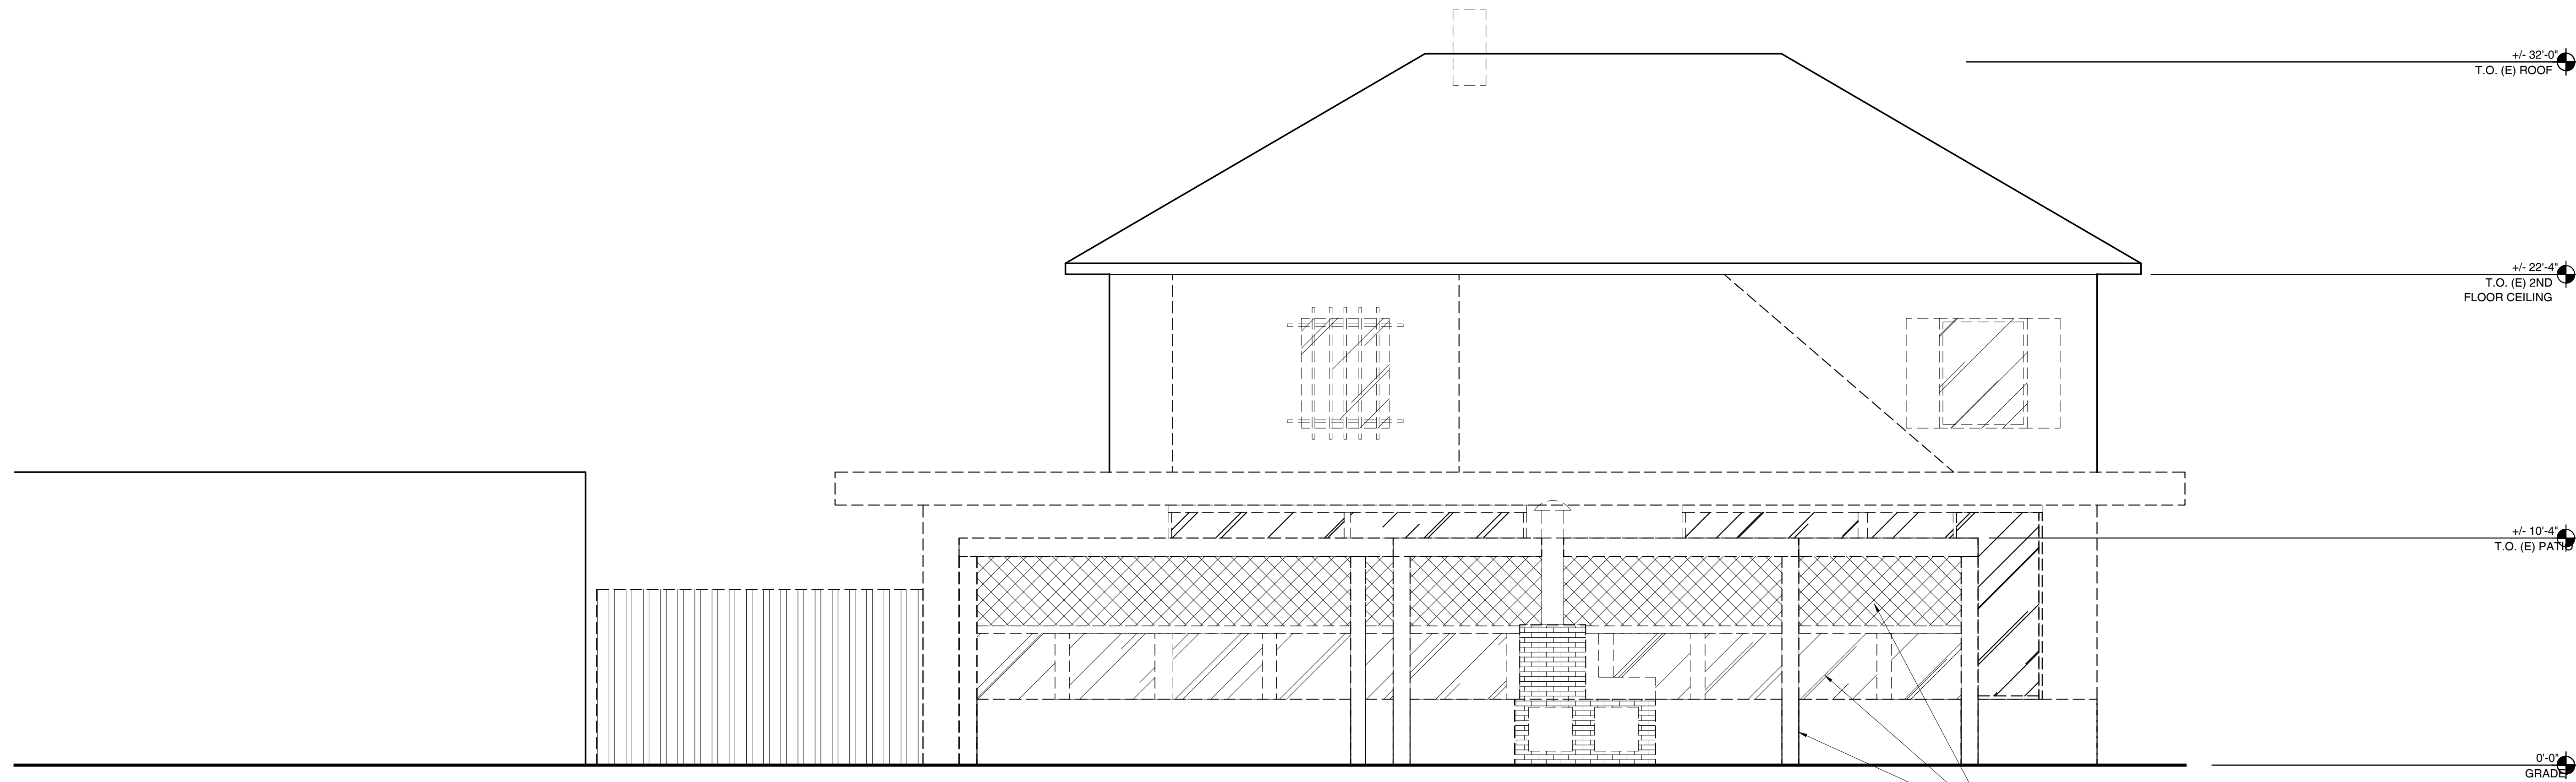 +/- 32'-0"
T.O. (E) ROOF
+/- 22'-4"
T.O. (E) 2ND
FLOOR CEILING
+/- 10'-4"
T.O. (E) PATIO
0'-0"
GRADE